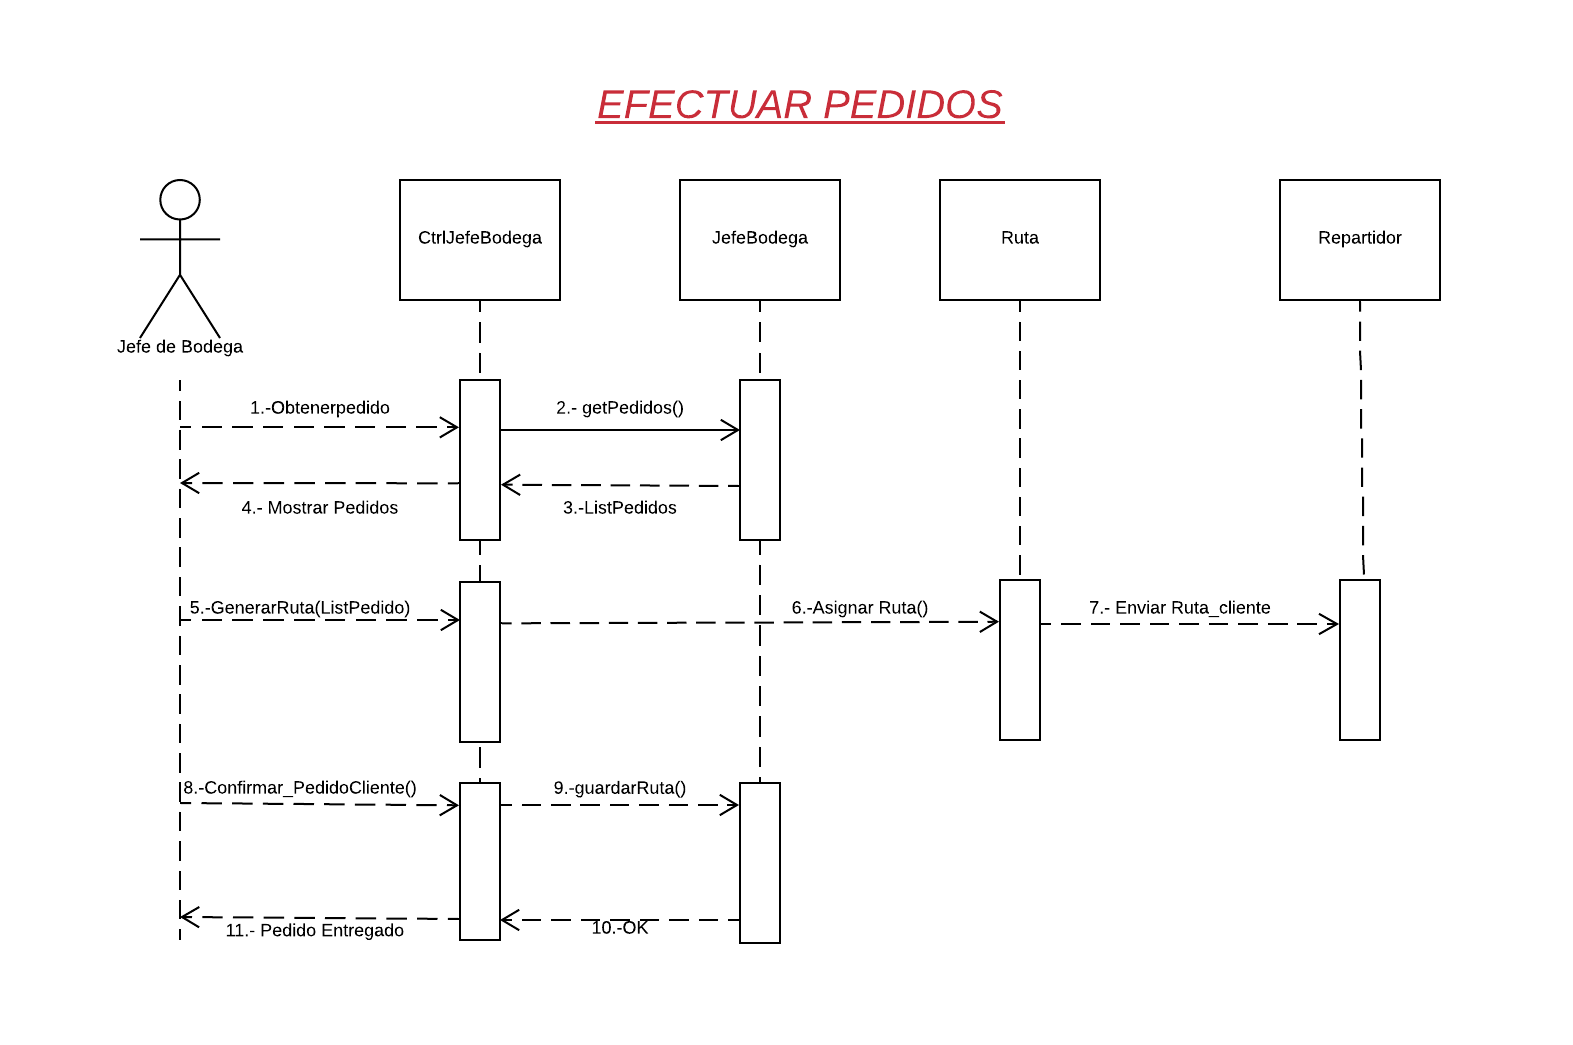 EFECTUAR PEDIDOS
CtrlJefeBodega
JefeBodega
Ruta
Repartidor
Jefe de Bodega
1.-Obtenerpedido
2.- getPedidos()
4.- Mostrar Pedidos
3.-ListPedidos
5.-GenerarRuta(ListPedido)
6.-Asignar Ruta()
7.- Enviar Ruta_cliente
8.-Confirmar_PedidoCliente()
9.-guardarRuta()
11.- Pedido Entregado
10.-OK